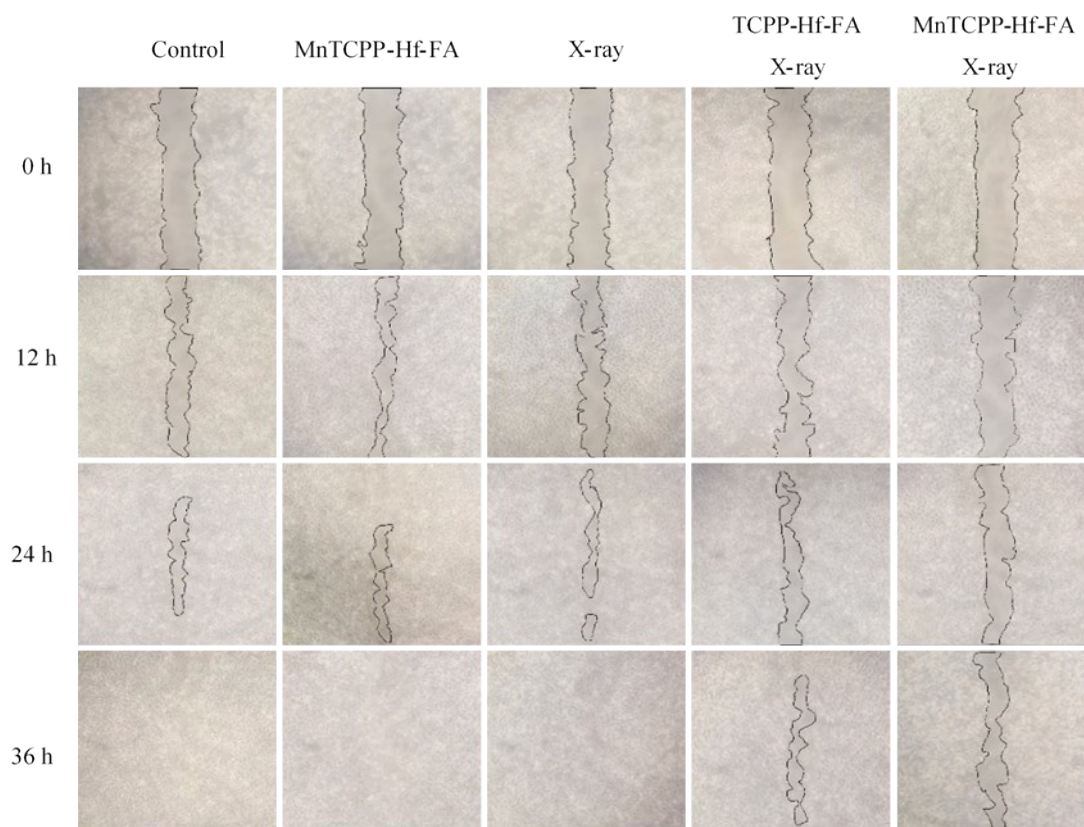 Control
MnTCPP-Hf-FA
X-ray
TCPP-Hf-FA
X-ray
MnTCPP-Hf-FA
X-ray
0 h
12 h
24 h
36 h